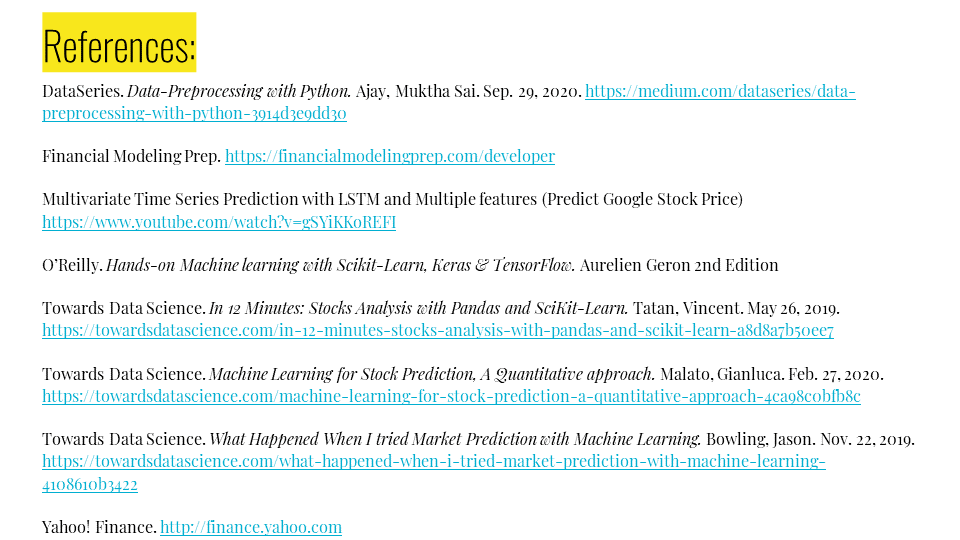 References:
DataSeries. Data-Preprocessing with Python. Ajay, Muktha Sai. Sep. 29, 2020. https://medium.com/dataseries/data-
preprocessing-with-python-3914d3e9dd30
Financial Modeling Prep. https://financialmodelingprep.com/developer
Multivariate Time Series Prediction with LSTM and Multiple features (Predict Google Stock Price)
https://www.youtube.com/watch?v=gSYiKKoREFI
O’Reilly. Hands-on Machine learning with Scikit-Learn, Keras & TensorFlow. Aurelien Geron 2nd Edition
Towards Data Science. In 12 Minutes: Stocks Analysis with Pandas and SciKit-Learn. Tatan, Vincent. May 26, 2019.
https://towardsdatascience.com/in-12-minutes-stocks-analysis-with-pandas-and-scikit-learn-a8d8a7b50ee7
Towards Data Science. Machine Learning for Stock Prediction, A Quantitative approach. Malato, Gianluca. Feb. 27, 2020.
https://towardsdatascience.com/machine-learning-for-stock-prediction-a-quantitative-approach-4ca98c0bfb8c
Towards Data Science. What Happened When I tried Market Prediction with Machine Learning. Bowling, Jason. Nov. 22, 2019.
https://towardsdatascience.com/what-happened-when-i-tried-market-prediction-with-machine-learning-
4108610b3422
Yahoo! Finance. http://finance.yahoo.com